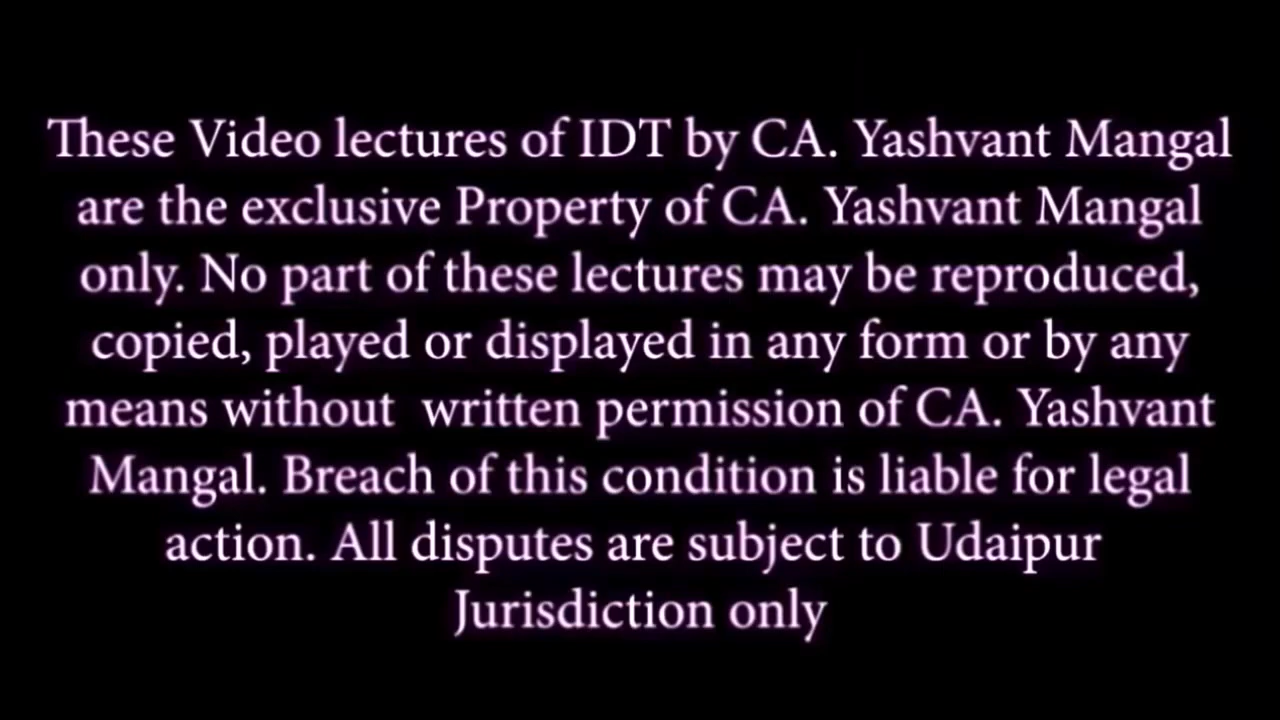 These Video lectures of IDT by CA. Yashvant Mangal
are the exclusive Property of CA. Yashvant Mangal
only. No part of these lectures may be reproduced,
copied, played or displayed in any form or by any
means without  written permission of CA. Yashvant
Mangal. Breach of this condition is liable for legal
action. All disputes are subject to Udaipur
Jurisdiction only